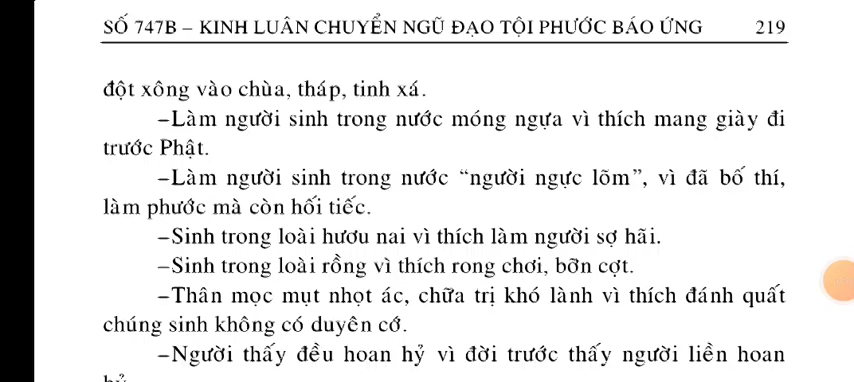 SỐ 747B – KINH LUÂN CHUYỂN NGŨ ĐẠO TỘI PHƯỚC BÁO ỨNG 219
đột xông vào chùa, tháp, tinh xá.
–Làm người sinh trong nước móng ngựa vì thích mang giày đi
trước Phật.
–Làm người sinh trong nước “người ngực lõm”, vì đã bố thí,
làm phước mà còn hối tiếc.
–Sinh trong loài hươu nai vì thích làm người sợ hãi.
–Sinh trong loài rồng vì thích rong chơi, bỡn cợt.
–Thân mọc mụt nhọt ác, chữa trị khó lành vì thích đánh quất
chúng sinh không có duyên cớ.
–Người thấy đều hoan hỷ vì đời trước thấy người liền hoan